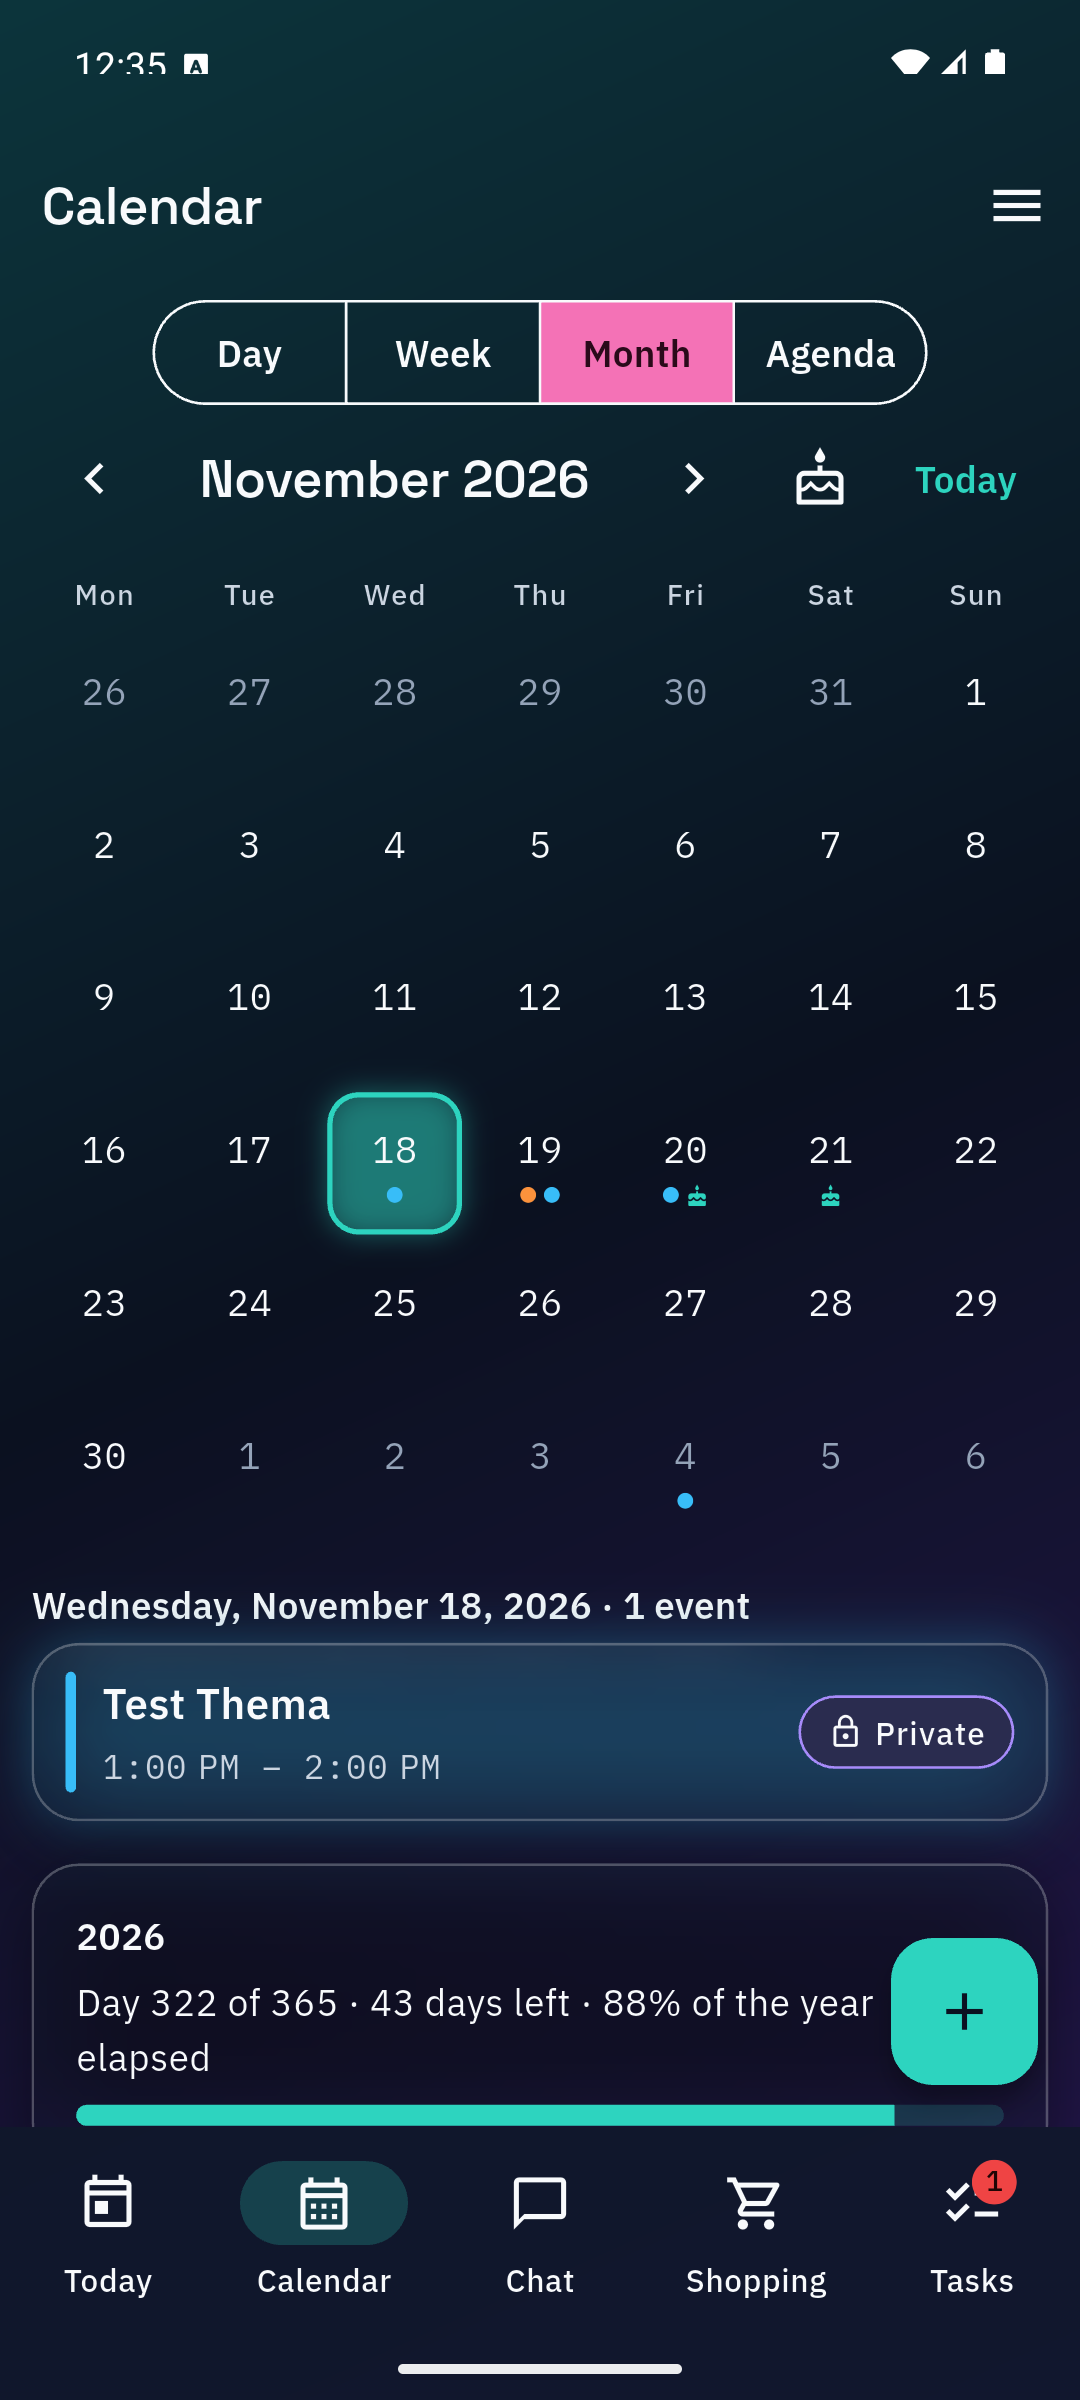 12:35
Calendar
Day Week Month Agenda
November 2026 Today
Mon Tue Wed Thu Fri Sat Sun
26 27 28 29 30 31 1
2 3 4 5 6 7 8
9 10 11 12 13 14 15
16 17 18 19 20 21 22
23 24 25 26 27 28 29
30 1 2 3 4 5 6
Wednesday, November 18, 2026 · 1 event
Test Thema
1:00 PM – 2:00 PM
Private
2026
Day 322 of 365 · 43 days left · 88% of the year
elapsed
1
Today Calendar Chat Shopping Tasks